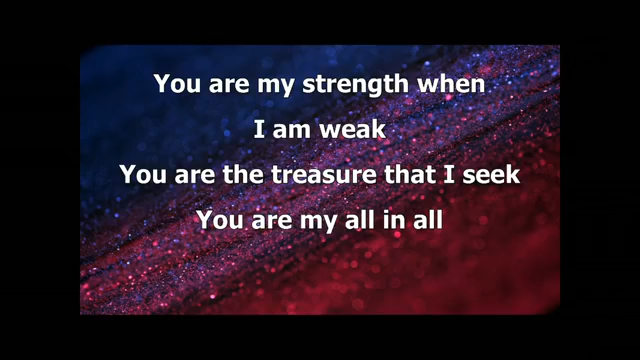 You are my strength when
I am weak
You are the treasure that I seek
You are my all in all